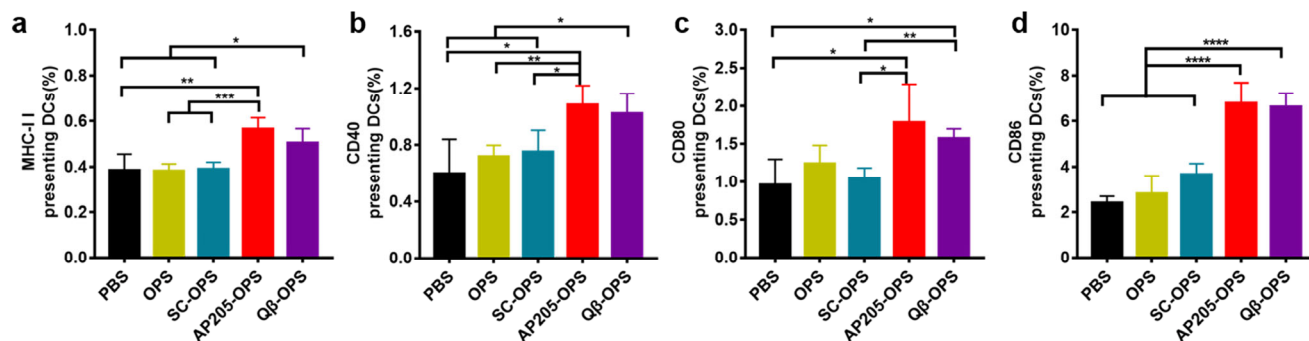 a
MHC-I I
presenting DCs(%)
1.0
0.8
0.6
0.4
0.2
0.0
*
**
***
PBS
OPS
SC-OPS
AP205-OPS
Qβ-OPS
b
CD40
presenting DCs(%)
1.6
1.2
0.8
0.4
0.0
*
*
**
*
PBS
OPS
SC-OPS
AP205-OPS
Qβ-OPS
c
CD80
presenting DCs(%)
3.0
2.5
2.0
1.5
1.0
0.5
0.0
*
**
*
*
PBS
OPS
SC-OPS
AP205-OPS
Qβ-OPS
d
CD86
presenting DCs(%)
10
8
6
4
2
0
****
****
PBS
OPS
SC-OPS
AP205-OPS
Qβ-OPS